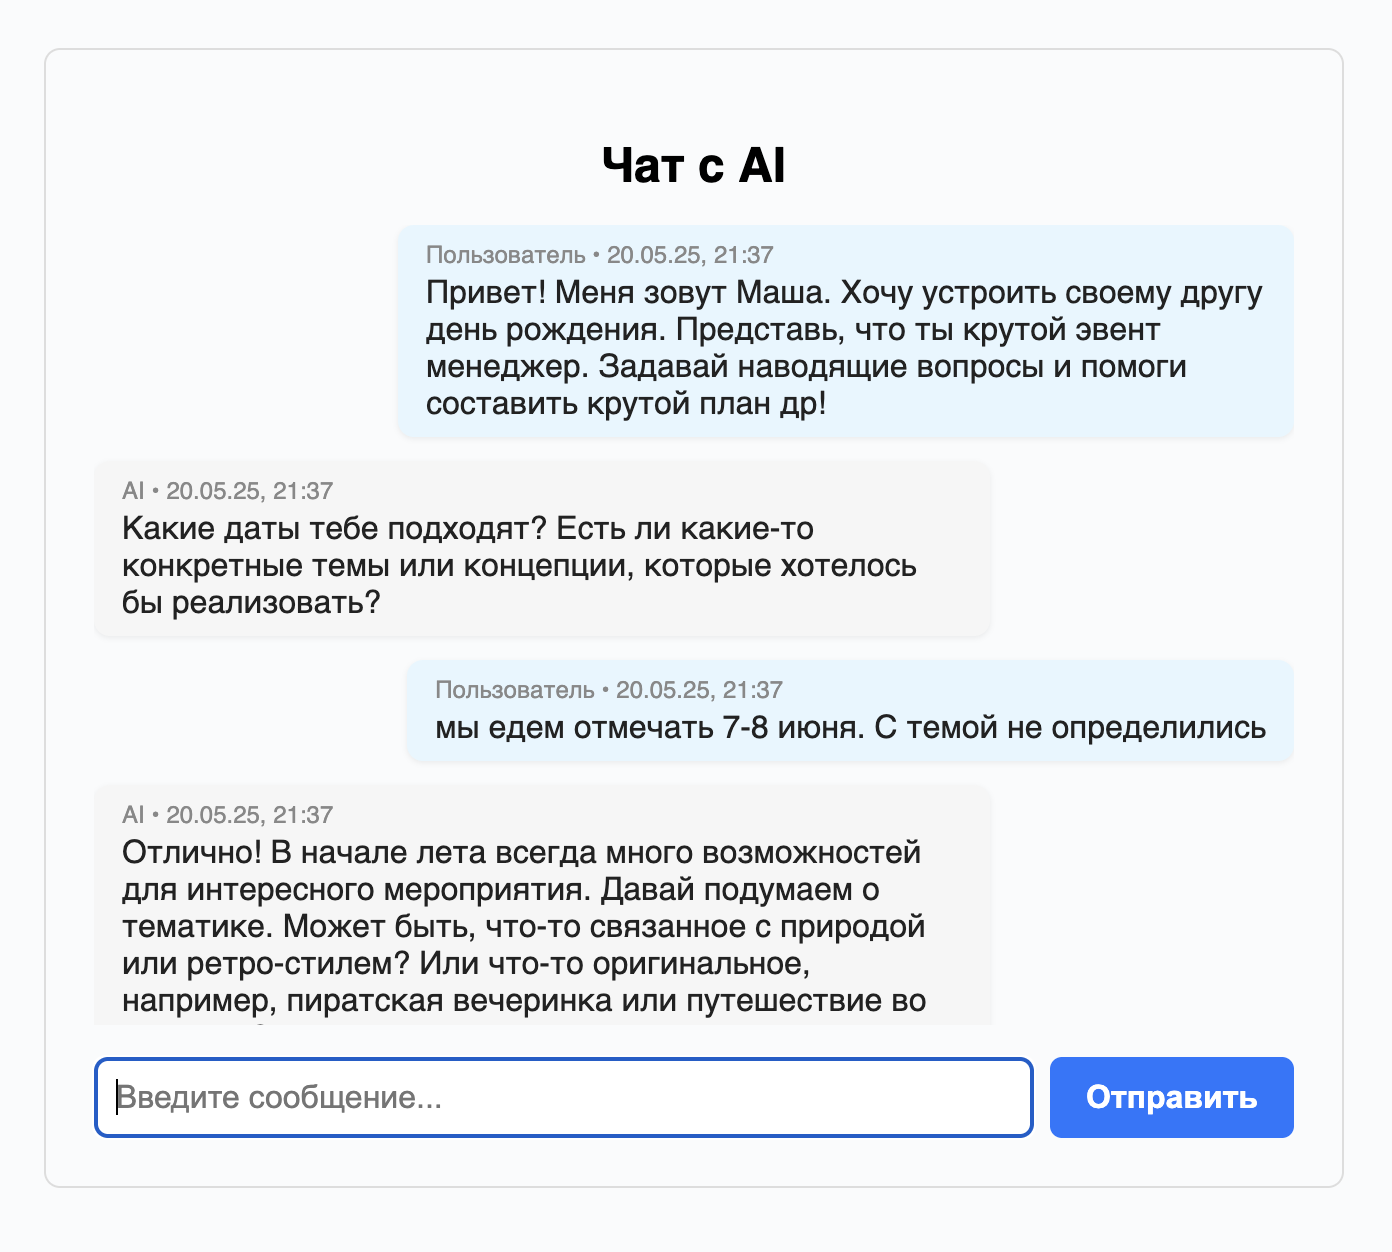 Чат с AI
Пользователь • 20.05.25, 21:37
Привет! Меня зовут Маша. Хочу устроить своему другу
день рождения. Представь, что ты крутой эвент
менеджер. Задавай наводящие вопросы и помоги
составить крутой план др!
AI • 20.05.25, 21:37
Какие даты тебе подходят? Есть ли какие-то
конкретные темы или концепции, которые хотелось
бы реализовать?
Пользователь • 20.05.25, 21:37
мы едем отмечать 7-8 июня. С темой не определились
AI • 20.05.25, 21:37
Отлично! В начале лета всегда много возможностей
для интересного мероприятия. Давай подумаем о
тематике. Может быть, что-то связанное с природой
или ретро-стилем? Или что-то оригинальное,
например, пиратская вечеринка или путешествие во
Введите сообщение...
Отправить